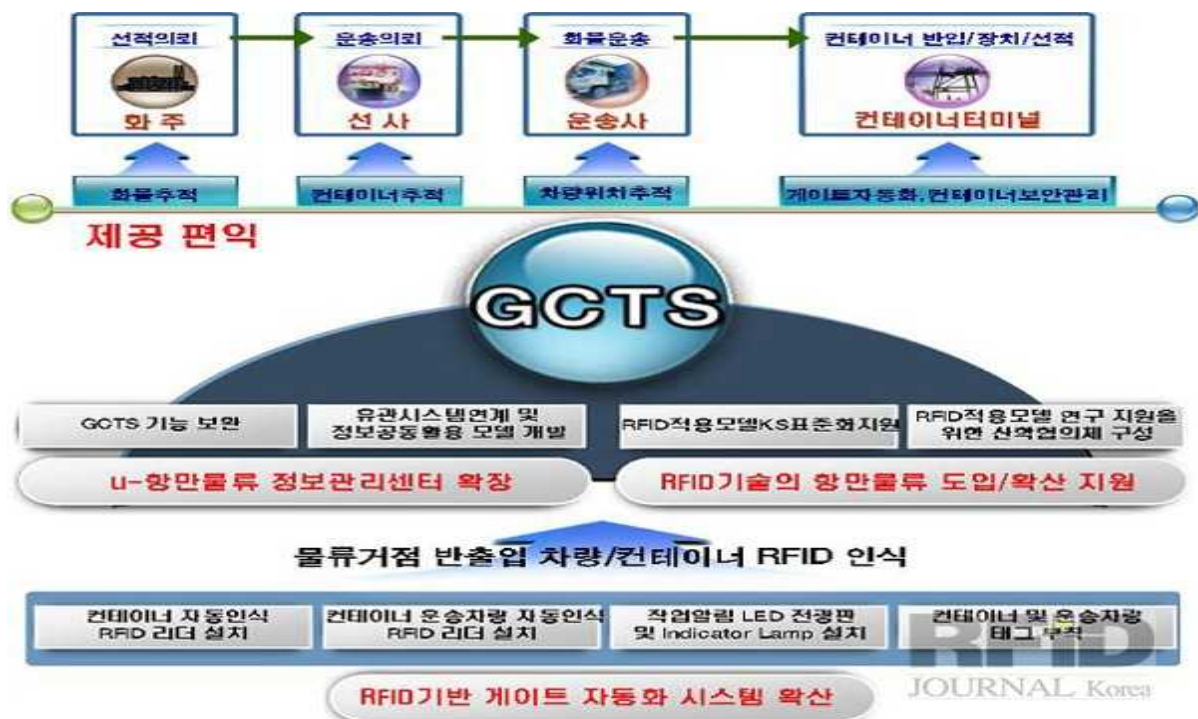 선적의뢰
운송의뢰
화물운송
컨테이너 반입/장치/선적
화주
선사
운송사
컨테이너터미널
화물추적
컨테이너추적
차량위치추적
게이트자동화,컨테이너보안관리
제공 편익
GCTS
GCTS 기능 보완
유관시스템연계 및
정보공동활용 모델 개발
RFID적용모델KS표준화지원
RFID적용모델 연구 지원을
위한 산학협의체 구성
u-항만물류 정보관리센터 확장
RFID기술의 항만물류 도입/확산 지원
물류거점 반출입 차량/컨테이너 RFID 인식
컨테이너 자동인식
RFID 리더 설치
컨테이너 운송차량 자동인식
RFID 리더 설치
작업알림 LED 전광판
및 Indicator Lamp 설치
컨테이너 및 운송차량
태그 부착
RFID기반 게이트 자동화 시스템 확산
RFID
JOURNAL Korea